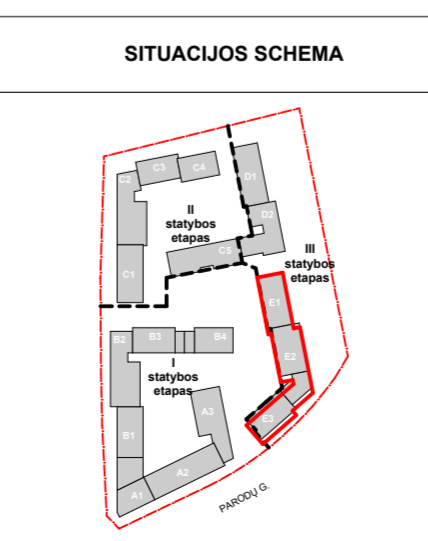 SITUACIJOS SCHEMA
C2
C3
C4
D1
II
statybos
etapas
D2
C5
III
statybos
etapas
C1
E1
B2
B3
B4
I
statybos
etapas
E2
A3
B1
E3
A2
A1
PARODŲ G.